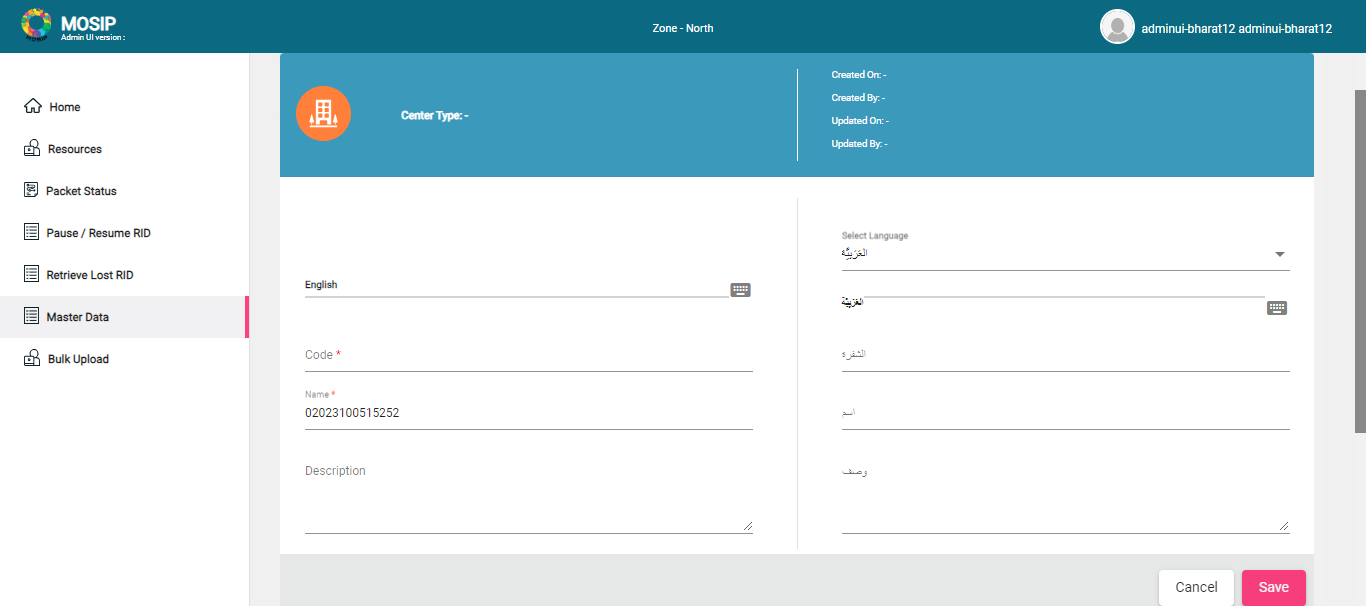 MOSIP
Admin UI version :
Zone - North
adminui-bharat12 adminui-bharat12
Home
Resources
Packet Status
Pause / Resume RID
Retrieve Lost RID
Master Data
Bulk Upload
Center Type: -
Created On: -
Created By: -
Updated On: -
Updated By: -
English
Code *
Name *
02023100515252
Description
Select Language
العَرَبِيَّة
العَرَبِيَّة
الشفرة
اسم
وصف
Cancel
Save